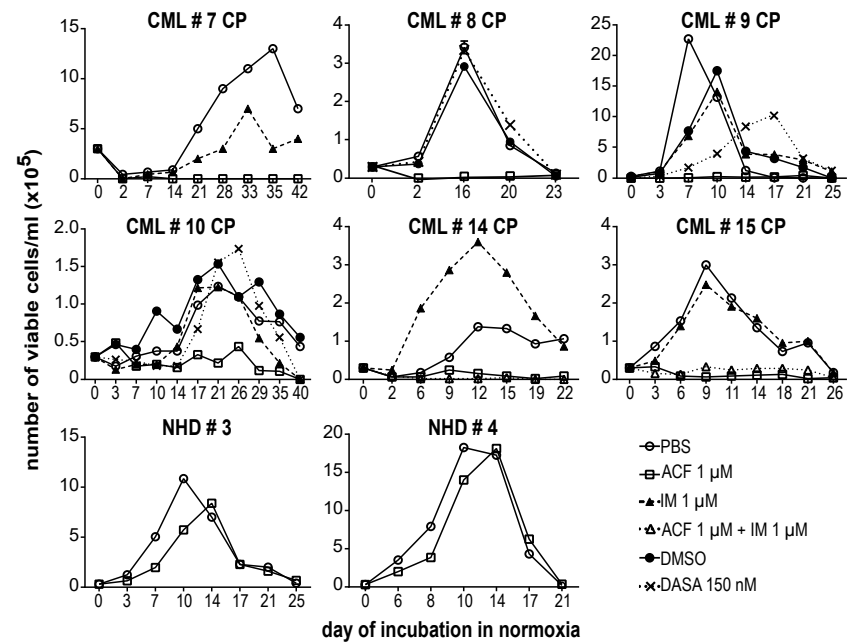 CML # 7 CP
CML # 8 CP
CML # 9 CP
number of viable cells/ml (x10⁵)
15
10
5
0
0 2 7 14 21 28 33 35 42
4
3
2
1
0
0 2 16 20 23
25
20
15
10
5
0
0 3 7 10 14 17 21 25
CML # 10 CP
CML # 14 CP
CML # 15 CP
2.0
1.5
1.0
0.5
0.0
0 3 7 10 14 17 21 26 29 35 40
4
3
2
1
0
0 2 6 9 12 15 19 22
4
3
2
1
0
0 3 6 9 11 14 18 21 26
NHD # 3
NHD # 4
15
10
5
0
0 3 7 10 14 17 21 25
20
15
10
5
0
0 6 8 10 14 17 21
PBS
ACF 1 µM
IM 1 µM
ACF 1 µM + IM 1 µM
DMSO
DASA 150 nM
day of incubation in normoxia